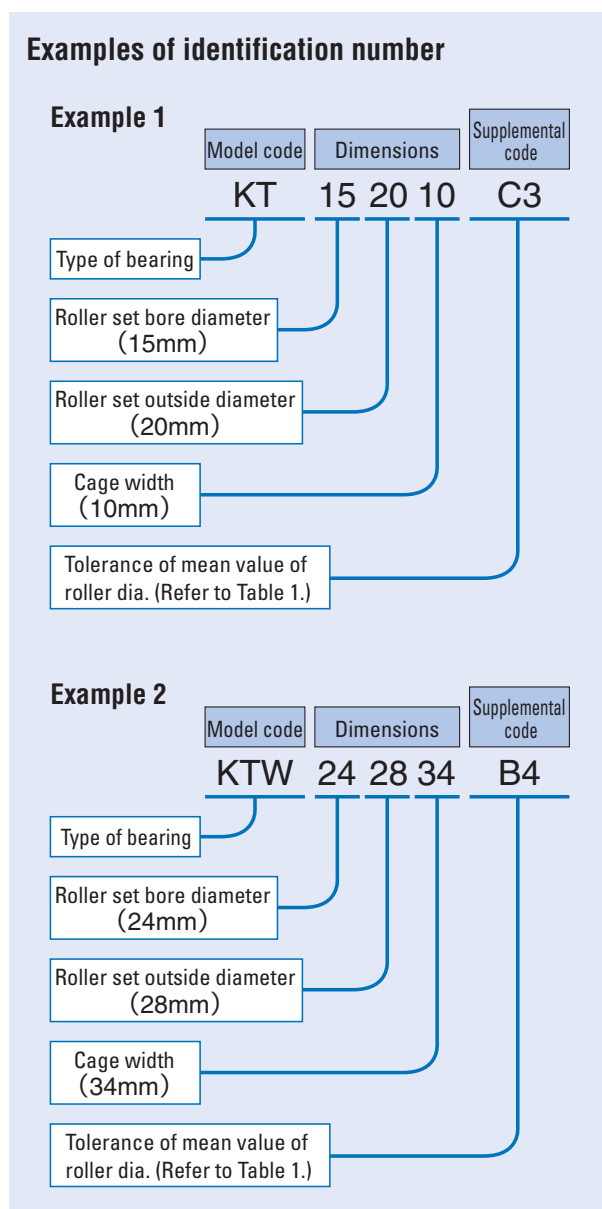 Examples of identification number
Example 1
Model code
Dimensions
Supplemental
code
KT 15 20 10 C3
Type of bearing
Roller set bore diameter
(15mm)
Roller set outside diameter
(20mm)
Cage width
(10mm)
Tolerance of mean value of
roller dia. (Refer to Table 1.)
Example 2
Model code
Dimensions
Supplemental
code
KTW 24 28 34 B4
Type of bearing
Roller set bore diameter
(24mm)
Roller set outside diameter
(28mm)
Cage width
(34mm)
Tolerance of mean value of
roller dia. (Refer to Table 1.)